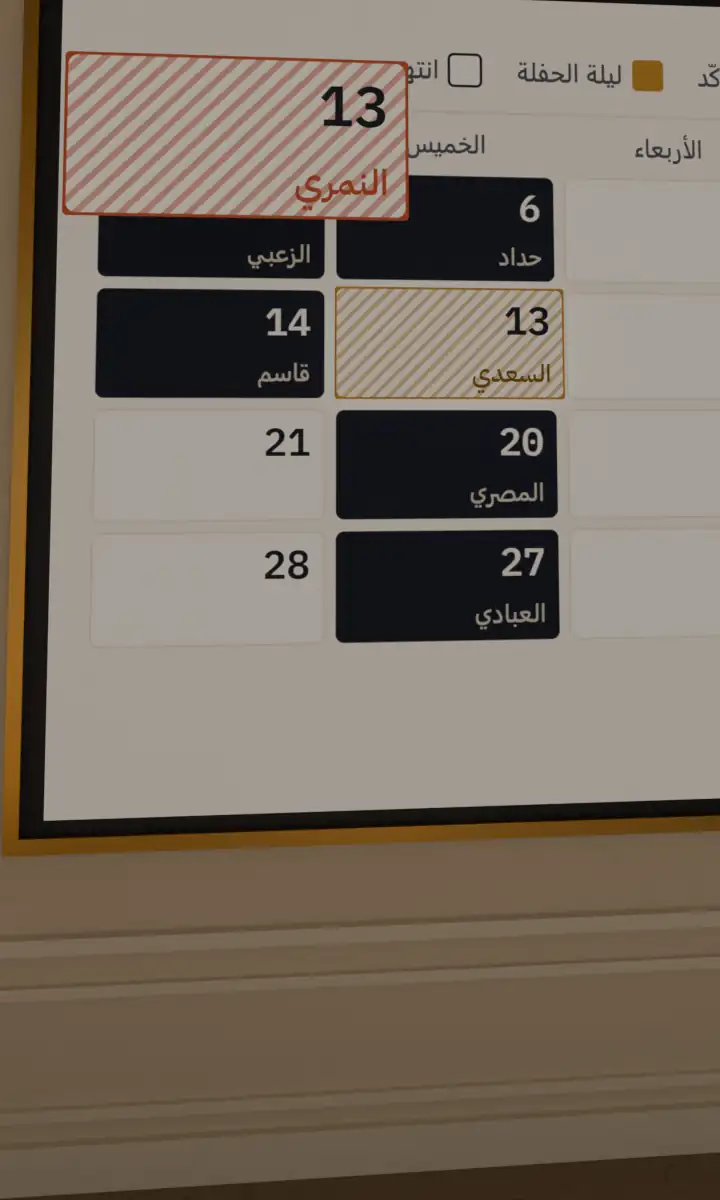 ليلة الحفلة
الأربعاء
الخميس
13
النمري
6
حداد
الزعبي
13
السعدي
14
قاسم
20
المصري
21
27
العبادي
28